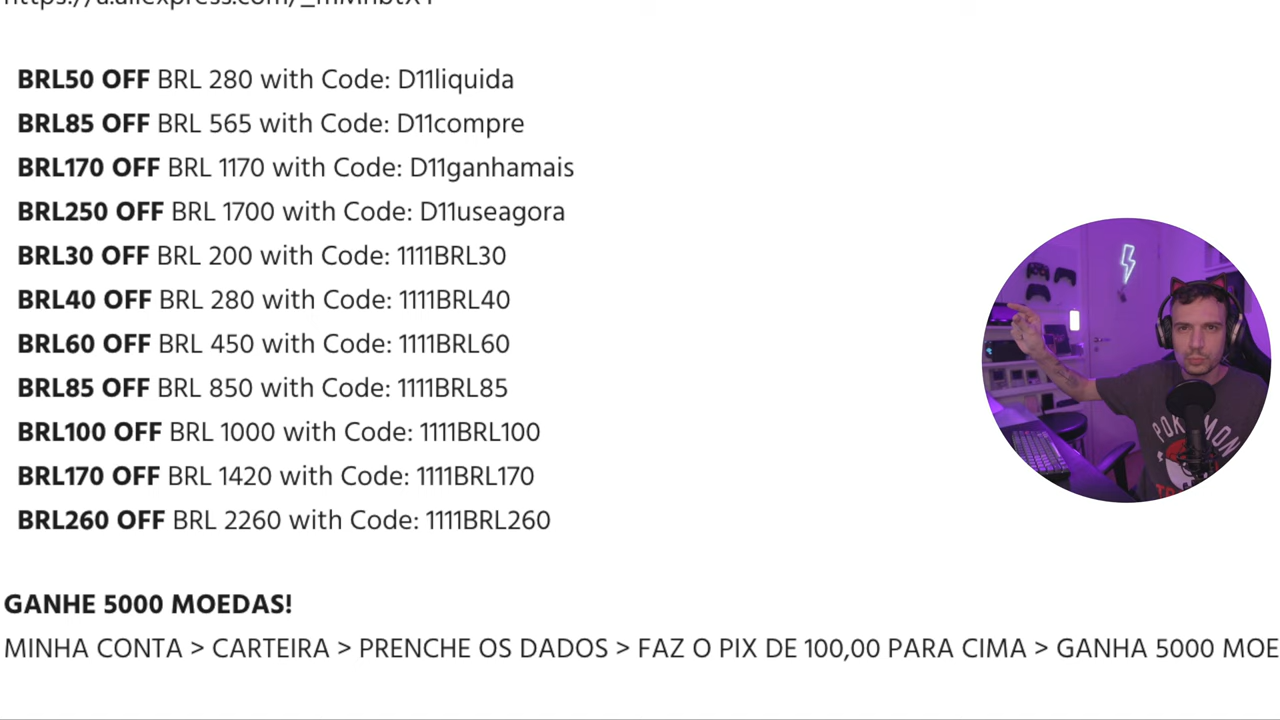 BRL50 OFF BRL 280 with Code: D11liquida
BRL85 OFF BRL 565 with Code: D11compre
BRL170 OFF BRL 1170 with Code: D11ganhamais
BRL250 OFF BRL 1700 with Code: D11useagora
BRL30 OFF BRL 200 with Code: 1111BRL30
BRL40 OFF BRL 280 with Code: 1111BRL40
BRL60 OFF BRL 450 with Code: 1111BRL60
BRL85 OFF BRL 850 with Code: 1111BRL85
BRL100 OFF BRL 1000 with Code: 1111BRL100
BRL170 OFF BRL 1420 with Code: 1111BRL170
BRL260 OFF BRL 2260 with Code: 1111BRL260
GANHE 5000 MOEDAS!
MINHA CONTA > CARTEIRA > PRENCHE OS DADOS > FAZ O PIX DE 100,00 PARA CIMA > GANHA 5000 MOE